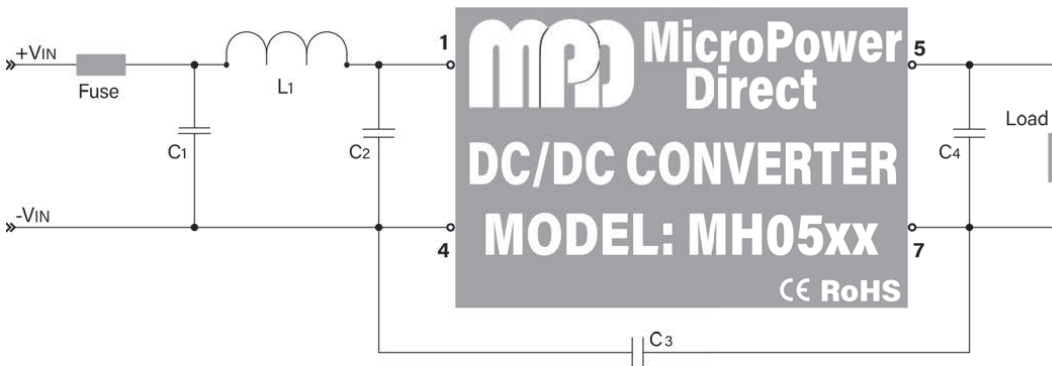 +VIN
Fuse
L1
C1
C2
-VIN
1
4
MPD
MicroPower
Direct
DC/DC CONVERTER
MODEL: MH05xx
CE RoHS
5
7
C4
Load
C3